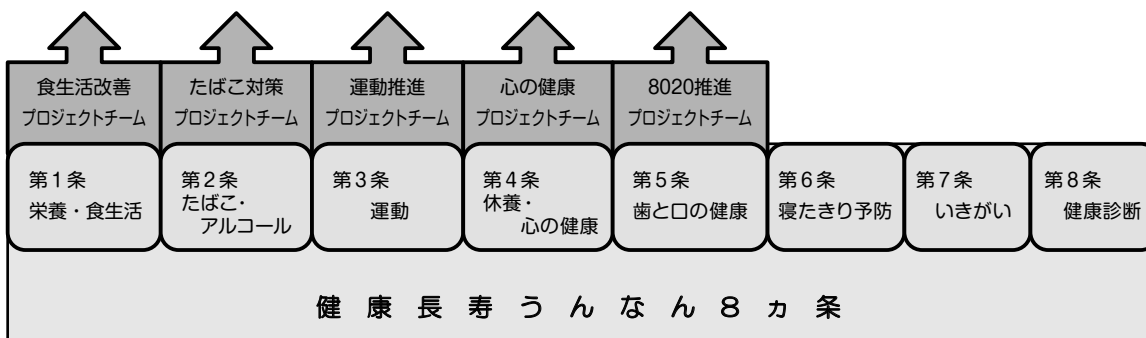 食生活改善
プロジェクトチーム
たばこ対策
プロジェクトチーム
運動推進
プロジェクトチーム
心の健康
プロジェクトチーム
8020推進
プロジェクトチーム
第1条
栄養・食生活
第2条
たばこ・
アルコール
第3条
運動
第4条
休養・
心の健康
第5条
歯と口の健康
第6条
寝たきり予防
第7条
いきがい
第8条
健康診断
健康長寿うんなん8ヵ条